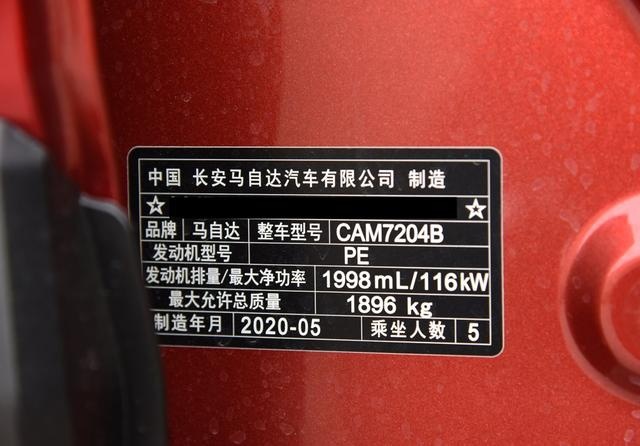 中国 长安马自达汽车有限公司 制造
☆ ☆
品牌 马自达 整车型号 CAM7204B
发动机型号 PE
发动机排量/最大净功率 1998mL/116kW
最大允许总质量 1896 kg
制造年月 2020-05 乘坐人数 5